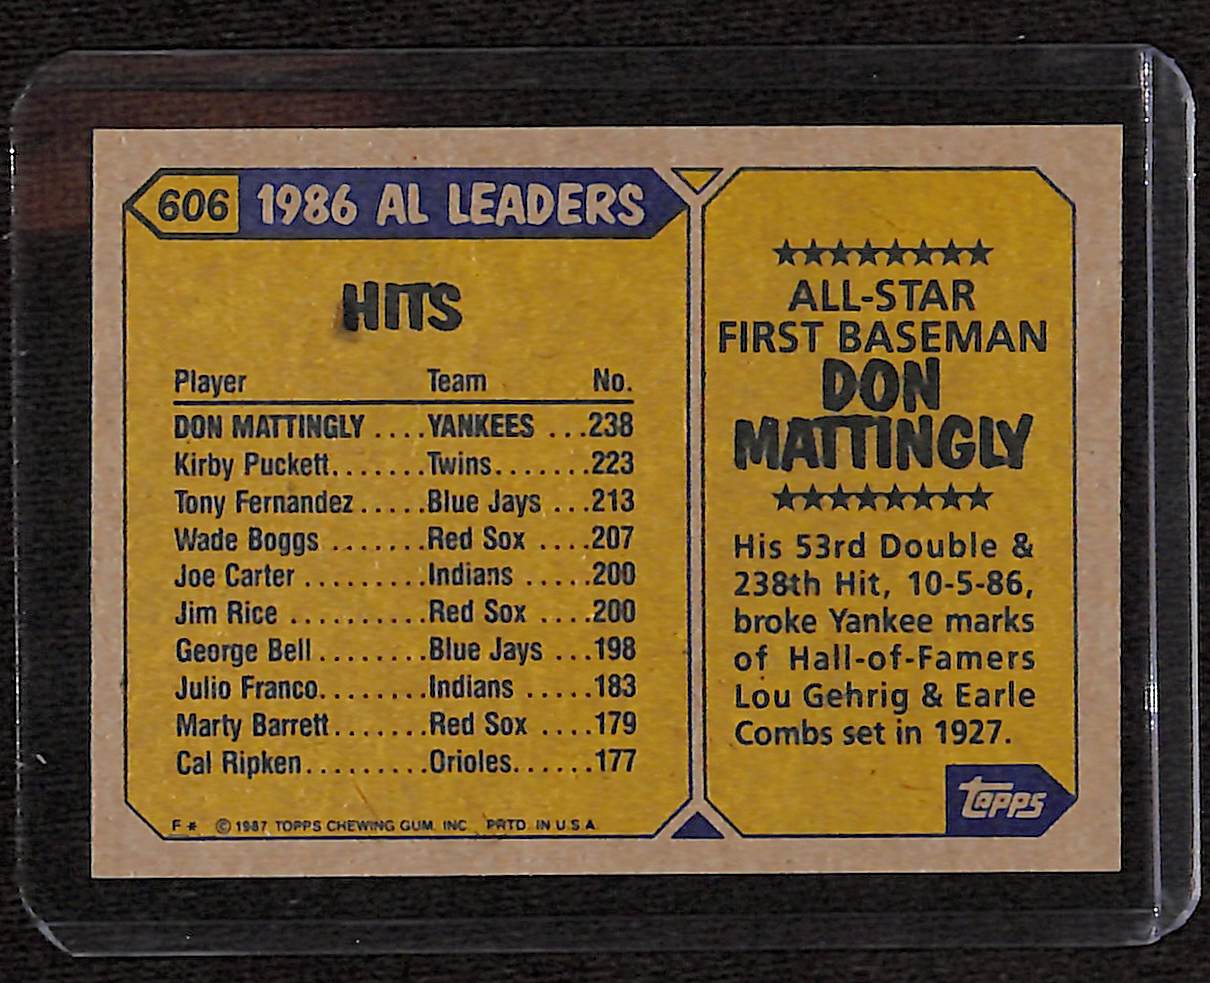 606 1986 AL LEADERS
HITS
Player Team No.
DON MATTINGLY ....YANKEES ...238
Kirby Puckett.......Twins.......223
Tony Fernandez.....Blue Jays ...213
Wade Boggs .......Red Sox ....207
Joe Carter .........Indians .....200
Jim Rice ..........Red Sox ....200
George Bell........Blue Jays ...198
Julio Franco........Indians .....183
Marty Barrett.......Red Sox ....179
Cal Ripken.........Orioles......177
F* © 1987 TOPPS CHEWING GUM, INC. PRTD. IN U.S.A.
★★★★★★★★
ALL-STAR
FIRST BASEMAN
DON
MATTINGLY
★★★★★★★★
His 53rd Double &
238th Hit, 10-5-86,
broke Yankee marks
of Hall-of-Famers
Lou Gehrig & Earle
Combs set in 1927.
topps